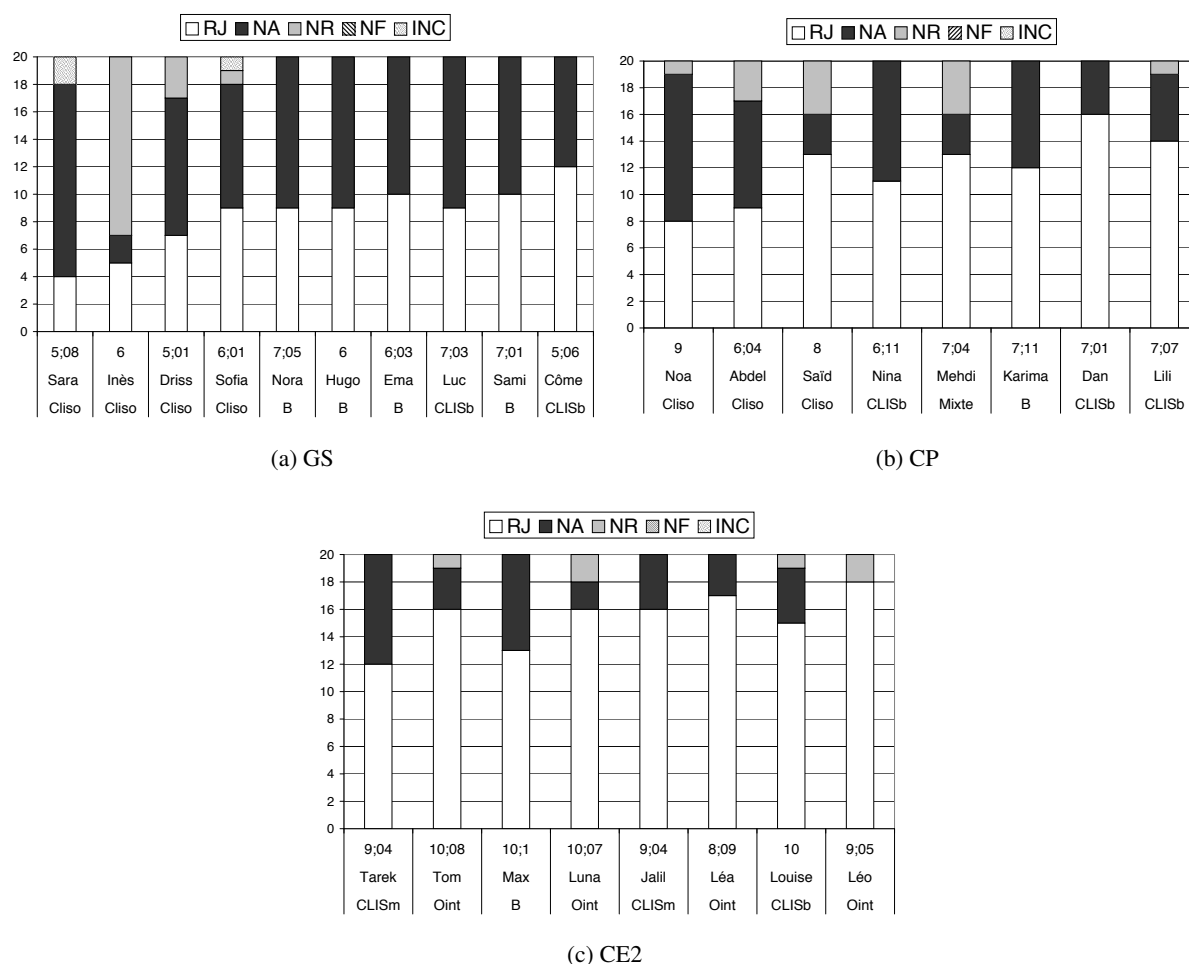 RJ NA NR NF INC
20
18
16
14
12
10
8
6
4
2
0
5;08 6 5;01 6;01 7;05 6 6;03 7;03 7;01 5;06
Sara Inès Driss Sofia Nora Hugo Ema Luc Sami Côme
Cliso Cliso Cliso Cliso B B B CLISb B CLISb
(a) GS
RJ NA NR NF INC
20
18
16
14
12
10
8
6
4
2
0
9 6;04 8 6;11 7;04 7;11 7;01 7;07
Noa Abdel Saïd Nina Mehdi Karima Dan Lili
Cliso Cliso Cliso CLISb Mixte B CLISb CLISb
(b) CP
RJ NA NR NF INC
20
18
16
14
12
10
8
6
4
2
0
9;04 10;08 10;1 10;07 9;04 8;09 10 9;05
Tarek Tom Max Luna Jalil Léa Louise Léo
CLISm Oint B Oint CLISm Oint CLISb Oint
(c) CE2